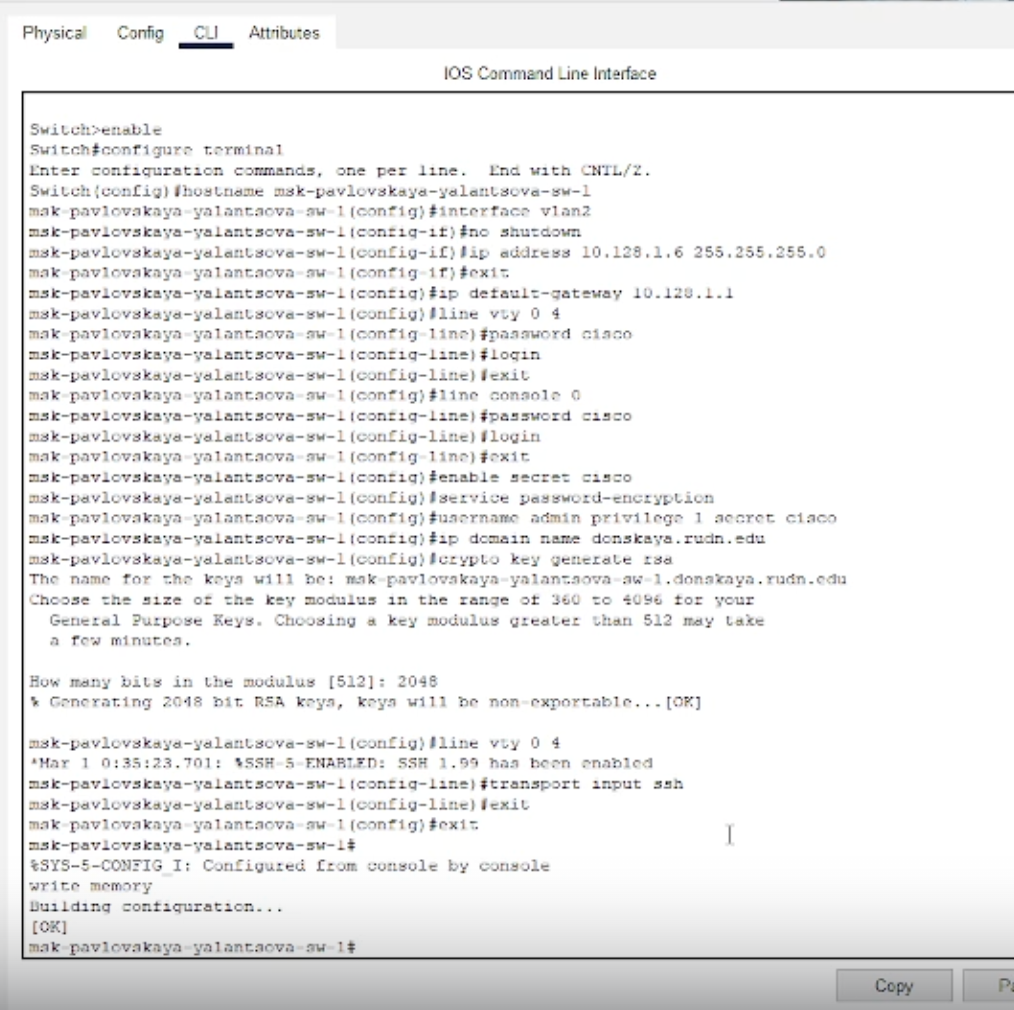 Physical Config CLI Attributes
IOS Command Line Interface
Switch>enable
Switch#configure terminal
Enter configuration commands, one per line.  End with CNTL/Z.
Switch(config)#hostname msk-pavlovskaya-yalantsova-sw-1
msk-pavlovskaya-yalantsova-sw-1(config)#interface vlan2
msk-pavlovskaya-yalantsova-sw-1(config-if)#no shutdown
msk-pavlovskaya-yalantsova-sw-1(config-if)#ip address 10.128.1.6 255.255.255.0
msk-pavlovskaya-yalantsova-sw-1(config-if)#exit
msk-pavlovskaya-yalantsova-sw-1(config)#ip default-gateway 10.128.1.1
msk-pavlovskaya-yalantsova-sw-1(config)#line vty 0 4
msk-pavlovskaya-yalantsova-sw-1(config-line)#password cisco
msk-pavlovskaya-yalantsova-sw-1(config-line)#login
msk-pavlovskaya-yalantsova-sw-1(config-line)#exit
msk-pavlovskaya-yalantsova-sw-1(config)#line console 0
msk-pavlovskaya-yalantsova-sw-1(config-line)#password cisco
msk-pavlovskaya-yalantsova-sw-1(config-line)#login
msk-pavlovskaya-yalantsova-sw-1(config-line)#exit
msk-pavlovskaya-yalantsova-sw-1(config)#enable secret cisco
msk-pavlovskaya-yalantsova-sw-1(config)#service password-encryption
msk-pavlovskaya-yalantsova-sw-1(config)#username admin privilege 1 secret cisco
msk-pavlovskaya-yalantsova-sw-1(config)#ip domain name donskaya.rudn.edu
msk-pavlovskaya-yalantsova-sw-1(config)#crypto key generate rsa
The name for the keys will be: msk-pavlovskaya-yalantsova-sw-1.donskaya.rudn.edu
Choose the size of the key modulus in the range of 360 to 4096 for your
General Purpose Keys. Choosing a key modulus greater than 512 may take
a few minutes.
How many bits in the modulus [512]: 2048
% Generating 2048 bit RSA keys, keys will be non-exportable...[OK]
msk-pavlovskaya-yalantsova-sw-1(config)#line vty 0 4
*Mar 1 0:35:23.701: %SSH-5-ENABLED: SSH 1.99 has been enabled
msk-pavlovskaya-yalantsova-sw-1(config-line)#transport input ssh
msk-pavlovskaya-yalantsova-sw-1(config-line)#exit
msk-pavlovskaya-yalantsova-sw-1(config)#exit
msk-pavlovskaya-yalantsova-sw-1#
%SYS-5-CONFIG_I: Configured from console by console
write memory
Building configuration...
[OK]
msk-pavlovskaya-yalantsova-sw-1#
Copy